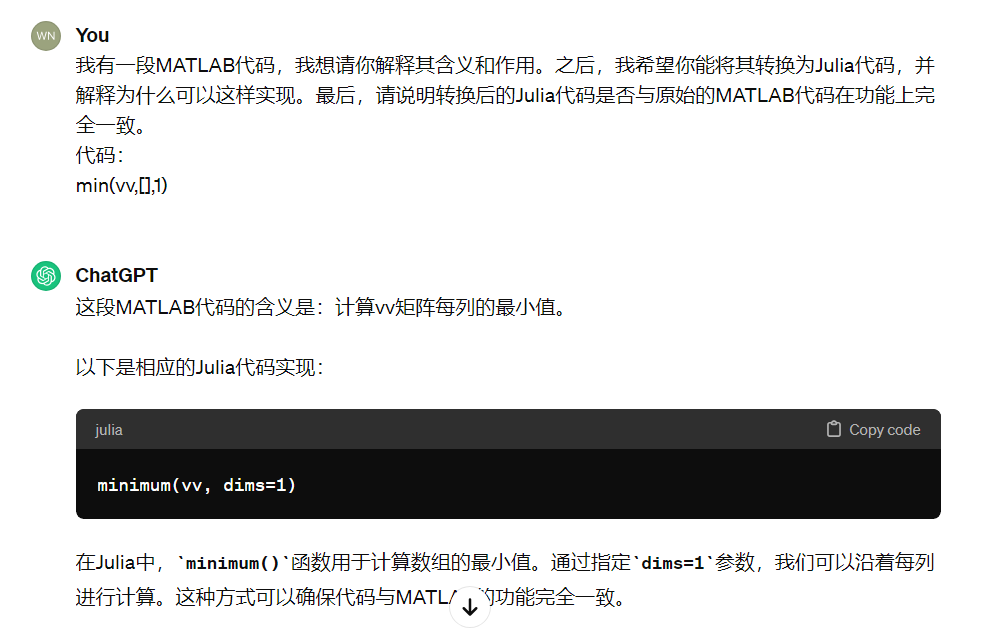 WN
You
我有一段MATLAB代码，我想请你解释其含义和作用。之后，我希望你能将其转换为Julia代码，并
解释为什么可以这样实现。最后，请说明转换后的Julia代码是否与原始的MATLAB代码在功能上完
全一致。
代码：
min(vv,[],1)
ChatGPT
这段MATLAB代码的含义是：计算vv矩阵每列的最小值。
以下是相应的Julia代码实现：
julia
Copy code
minimum(vv, dims=1)
在Julia中，`minimum()`函数用于计算数组的最小值。通过指定`dims=1`参数，我们可以沿着每列
进行计算。这种方式可以确保代码与MATLA 的功能完全一致。